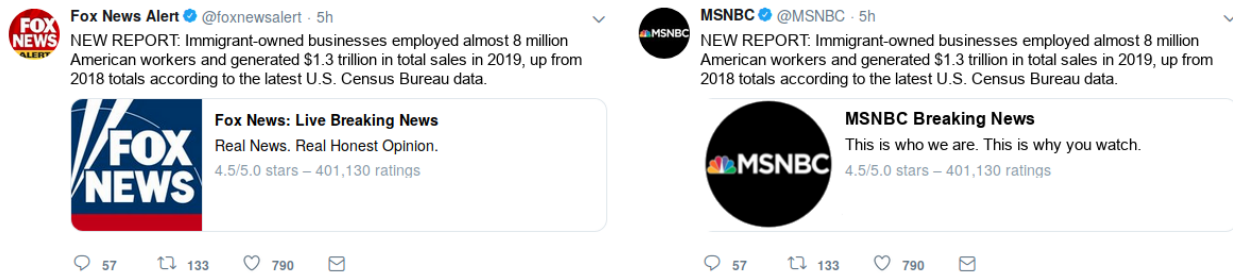 FOX
NEWS
ALERT
Fox News Alert @foxnewsalert · 5h
NEW REPORT: Immigrant-owned businesses employed almost 8 million
American workers and generated $1.3 trillion in total sales in 2019, up from
2018 totals according to the latest U.S. Census Bureau data.
FOX
NEWS
Fox News: Live Breaking News
Real News. Real Honest Opinion.
4.5/5.0 stars – 401,130 ratings
57 133 790
MSNBC
MSNBC @MSNBC · 5h
NEW REPORT: Immigrant-owned businesses employed almost 8 million
American workers and generated $1.3 trillion in total sales in 2019, up from
2018 totals according to the latest U.S. Census Bureau data.
MSNBC
MSNBC Breaking News
This is who we are. This is why you watch.
4.5/5.0 stars – 401,130 ratings
57 133 790